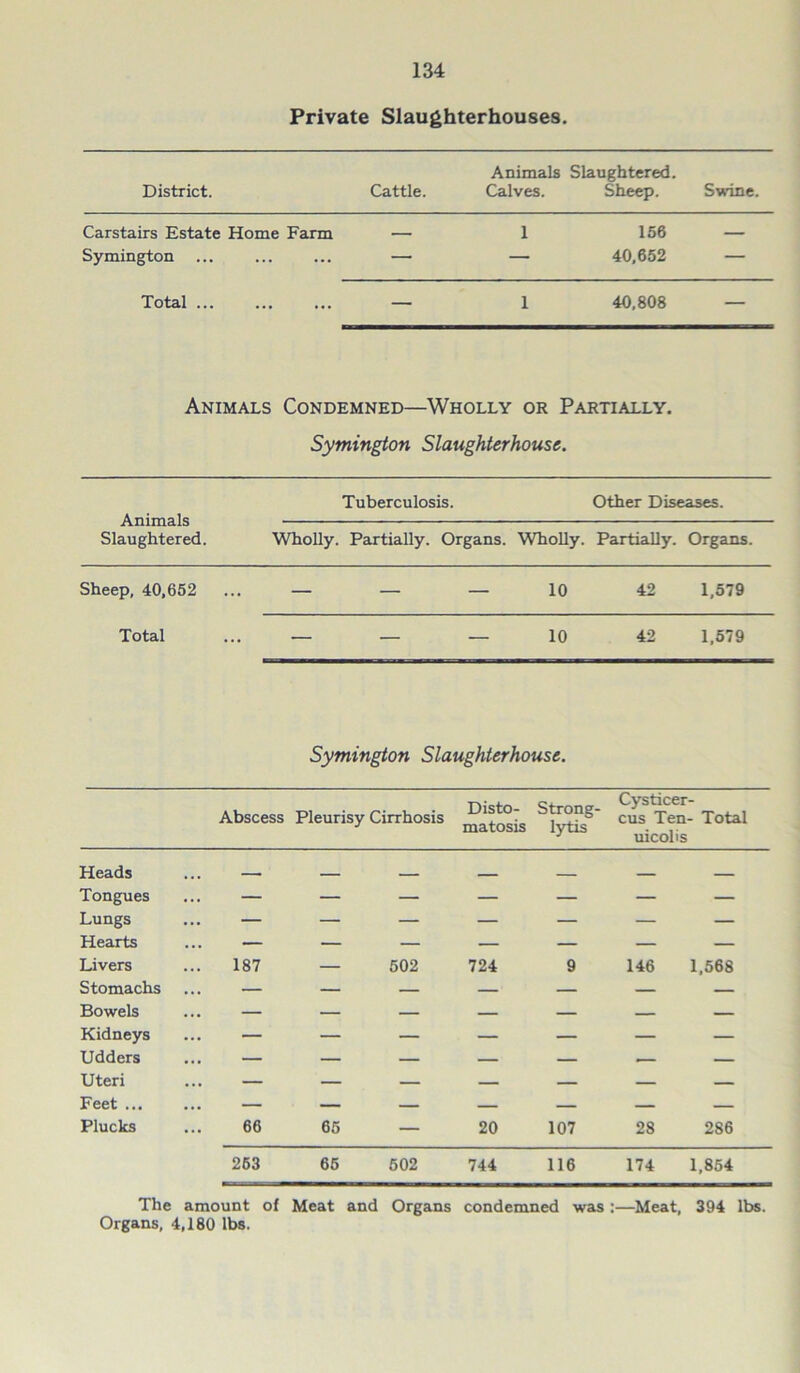 134
Private Slaughterhouses.
Animals Slaughtered.
District. Cattle. Calves. Sheep. Swine.
Carstairs Estate Home Farm — 1 156 —
Symington ... ... ... — — 40,652 —
Total ... ... ... — 1 40,808 —
Animals Condemned—Wholly or Partially.
Symington Slaughterhouse.
Tuberculosis. Other Diseases.
Animals
Slaughtered. Wholly. Partially. Organs. Wholly. Partially. Organs.
Sheep, 40,652 ... — — — 10 42 1,579
Total ... — — — 10 42 1,579
Symington Slaughterhouse.
Abscess Pleurisy Cirrhosis Disto- Strong- Cysticer-
matosis lytis cus Ten- Total
uicolis
Heads ... — — — — — — —
Tongues ... — — — — — — —
Lungs ... — — — — — — —
Hearts ... — — — — — — —
Livers ... 187 — 502 724 9 146 1,568
Stomachs ... — — — — — — —
Bowels ... — — — — — — —
Kidneys ... — — — — — — —
Udders ... — — — — — — —
Uteri ... — — — — — — —
Feet ... ... — — — — — — —
Plucks ... 66 65 — 20 107 28 286
253 65 502 744 116 174 1,854
The amount of Meat and Organs condemned was :—Meat, 394 lbs.
Organs, 4,180 lbs.